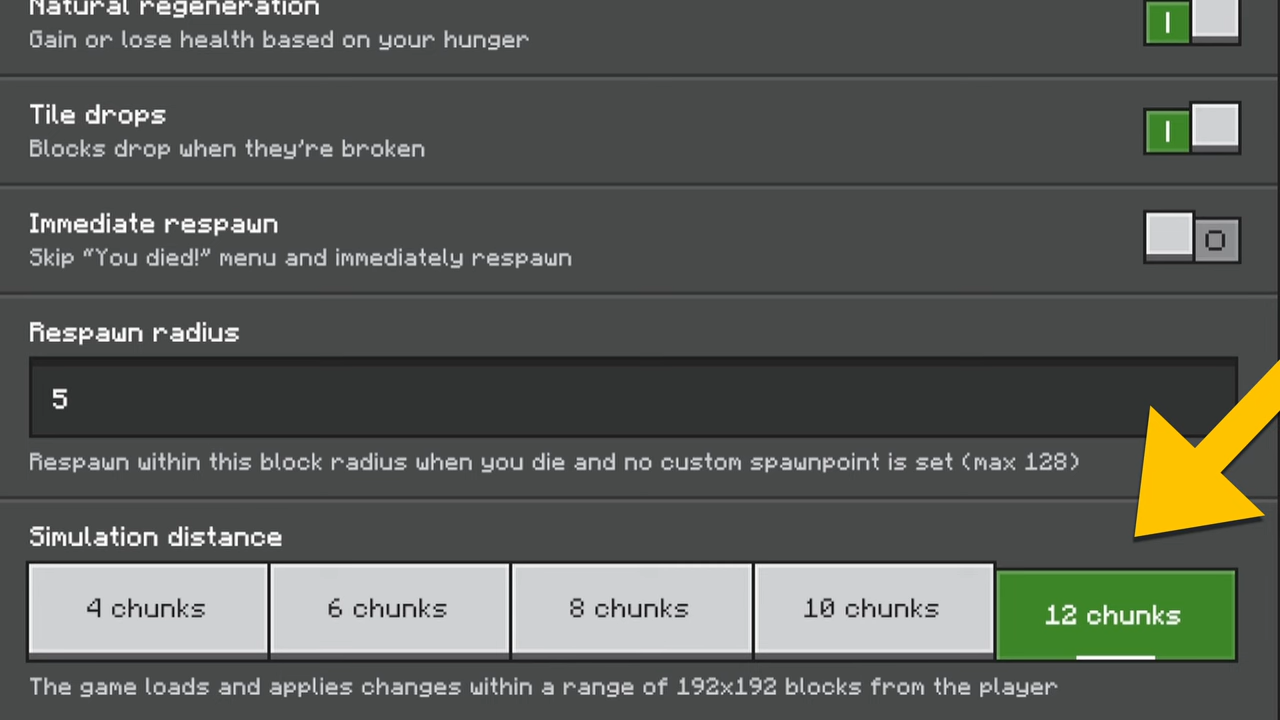 Natural regeneration
Gain or lose health based on your hunger
Tile drops
Blocks drop when they're broken
Immediate respawn
Skip "You died!" menu and immediately respawn
Respawn radius
5
Respawn within this block radius when you die and no custom spawnpoint is set (max 128)
Simulation distance
4 chunks 6 chunks 8 chunks 10 chunks 12 chunks
The game loads and applies changes within a range of 192x192 blocks from the player